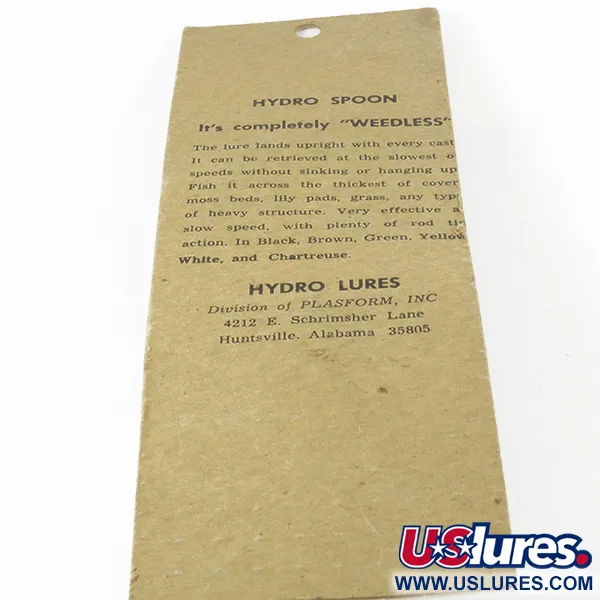 HYDRO SPOON
It's completely "WEEDLESS"
The lure lands upright with every cast
It can be retrieved at the slowest o
speeds without sinking or hanging up
Fish it across the thickest of cover
moss beds, lily pads, grass, any typ
of heavy structure. Very effective a
slow speed, with plenty of rod ti
action. In Black, Brown, Green, Yellow
White, and Chartreuse.
HYDRO LURES
Division of PLASFORM, INC
4212 E. Schrimsher Lane
Huntsville, Alabama 35805
USlures.
WWW.USLURES.COM